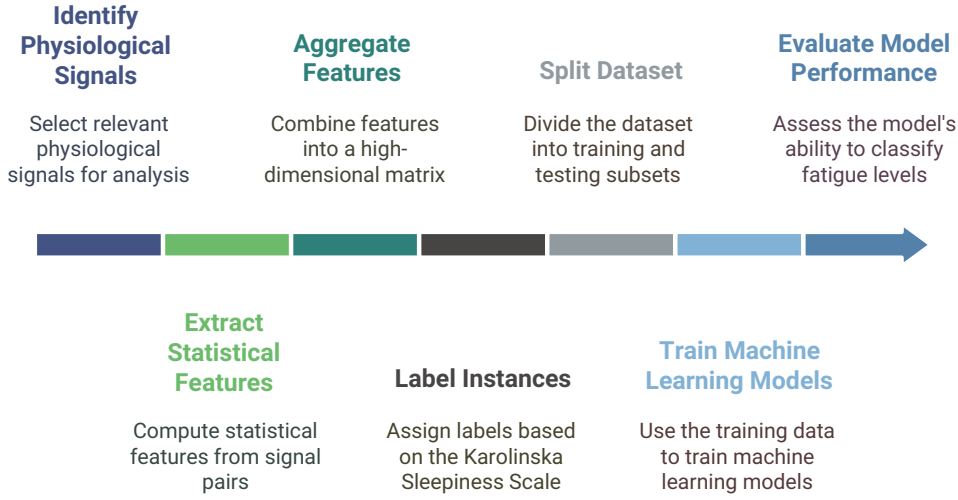 Identify
Physiological
Signals
Select relevant
physiological
signals for analysis
Extract
Statistical
Features
Compute statistical
features from signal
pairs
Aggregate
Features
Combine features
into a high-
dimensional matrix
Label Instances
Assign labels based
on the Karolinska
Sleepiness Scale
Split Dataset
Divide the dataset
into training and
testing subsets
Train Machine
Learning Models
Use the training data
to train machine
learning models
Evaluate Model
Performance
Assess the model's
ability to classify
fatigue levels